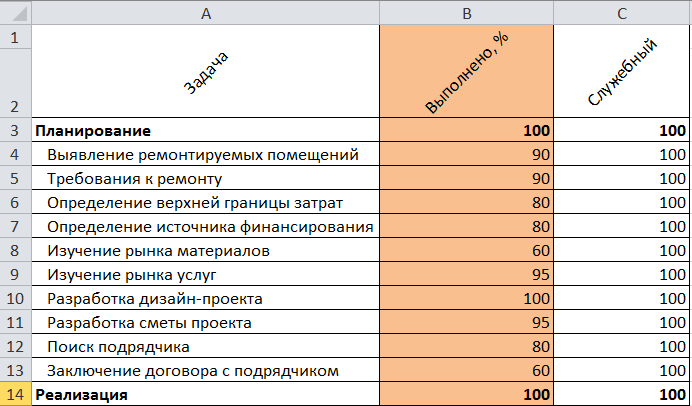 A B C
1
2 Задача Выполнено, % Служебный
3 Планирование 100 100
4 Выявление ремонтируемых помещений 90 100
5 Требования к ремонту 90 100
6 Определение верхней границы затрат 80 100
7 Определение источника финансирования 80 100
8 Изучение рынка материалов 60 100
9 Изучение рынка услуг 95 100
10 Разработка дизайн-проекта 100 100
11 Разработка сметы проекта 95 100
12 Поиск подрядчика 80 100
13 Заключение договора с подрядчиком 60 100
14 Реализация 100 100